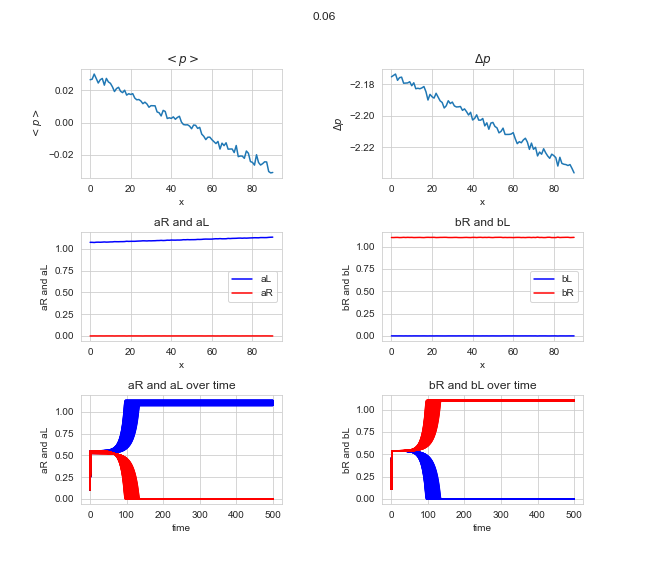 0.06
< p >
Δp
< p >
0.02
0.00
−0.02
0 20 40 60 80
x
Δp
−2.18
−2.20
−2.22
0 20 40 60 80
x
aR and aL
bR and bL
aR and aL
1.00
0.75
0.50
0.25
0.00
aL
aR
0 20 40 60 80
x
bR and bL
1.00
0.75
0.50
0.25
0.00
bL
bR
0 20 40 60 80
x
aR and aL over time
bR and bL over time
aR and aL
1.00
0.75
0.50
0.25
0.00
0 100 200 300 400 500
time
bR and bL
1.00
0.75
0.50
0.25
0.00
0 100 200 300 400 500
time